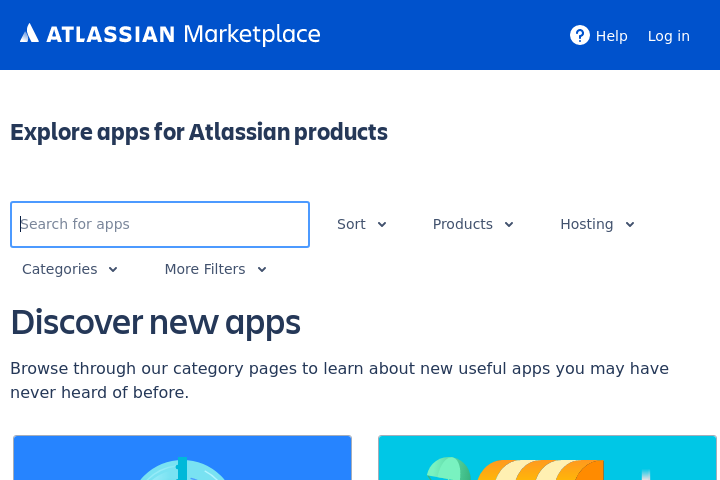 ATLASSIAN Marketplace
Help
Log in
Explore apps for Atlassian products
Search for apps
Sort
Products
Hosting
Categories
More Filters
Discover new apps
Browse through our category pages to learn about new useful apps you may have
never heard of before.